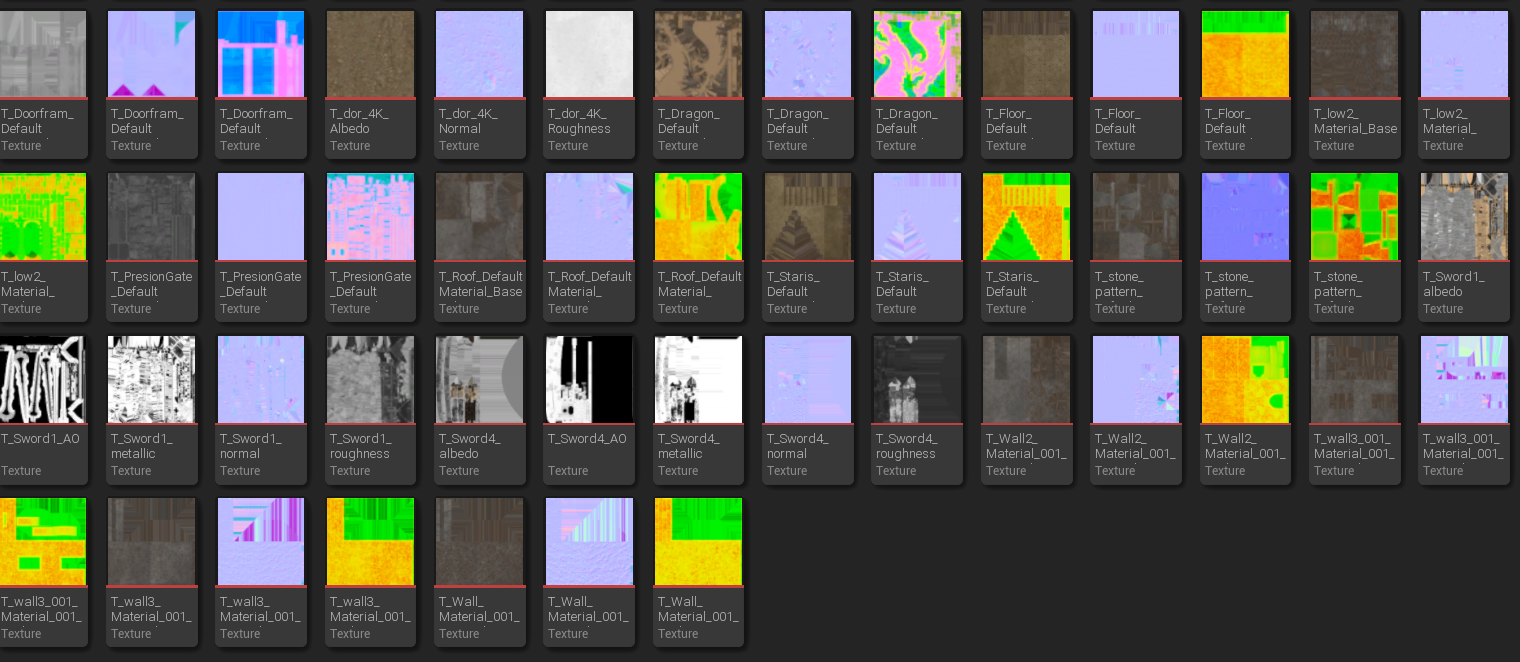 T_Doorfram_
Default
Texture
T_Doorfram_
Default
Texture
T_Doorfram_
Default
Texture
T_dor_4K_
Albedo
Texture
T_dor_4K_
Normal
Texture
T_dor_4K_
Roughness
Texture
T_Dragon_
Default
Texture
T_Dragon_
Default
Texture
T_Dragon_
Default
Texture
T_Floor_
Default
Texture
T_Floor_
Default
Texture
T_Floor_
Default
Texture
T_low2_
Material_Base
Texture
T_low2_
Material_
Texture
T_low2_
Material_
Texture
T_PresionGate
_Default
Texture
T_PresionGate
_Default
Texture
T_PresionGate
_Default
Texture
T_Roof_Default
Material_Base
Texture
T_Roof_Default
Material_
Texture
T_Roof_Default
Material_
Texture
T_Staris_
Default
Texture
T_Staris_
Default
Texture
T_Staris_
Default
Texture
T_stone_
pattern_
Texture
T_stone_
pattern_
Texture
T_stone_
pattern_
Texture
T_Sword1_
albedo
Texture
T_Sword1_AO
Texture
T_Sword1_
metallic
Texture
T_Sword1_
normal
Texture
T_Sword1_
roughness
Texture
T_Sword4_
albedo
Texture
T_Sword4_AO
Texture
T_Sword4_
metallic
Texture
T_Sword4_
normal
Texture
T_Sword4_
roughness
Texture
T_Wall2_
Material_001_
Texture
T_Wall2_
Material_001_
Texture
T_Wall2_
Material_001_
Texture
T_wall3_001_
Material_001_
Texture
T_wall3_001_
Material_001_
Texture
T_wall3_001_
Material_001_
Texture
T_wall3_
Material_001_
Texture
T_wall3_
Material_001_
Texture
T_wall3_
Material_001_
Texture
T_Wall_
Material_001_
Texture
T_Wall_
Material_001_
Texture
T_Wall_
Material_001_
Texture